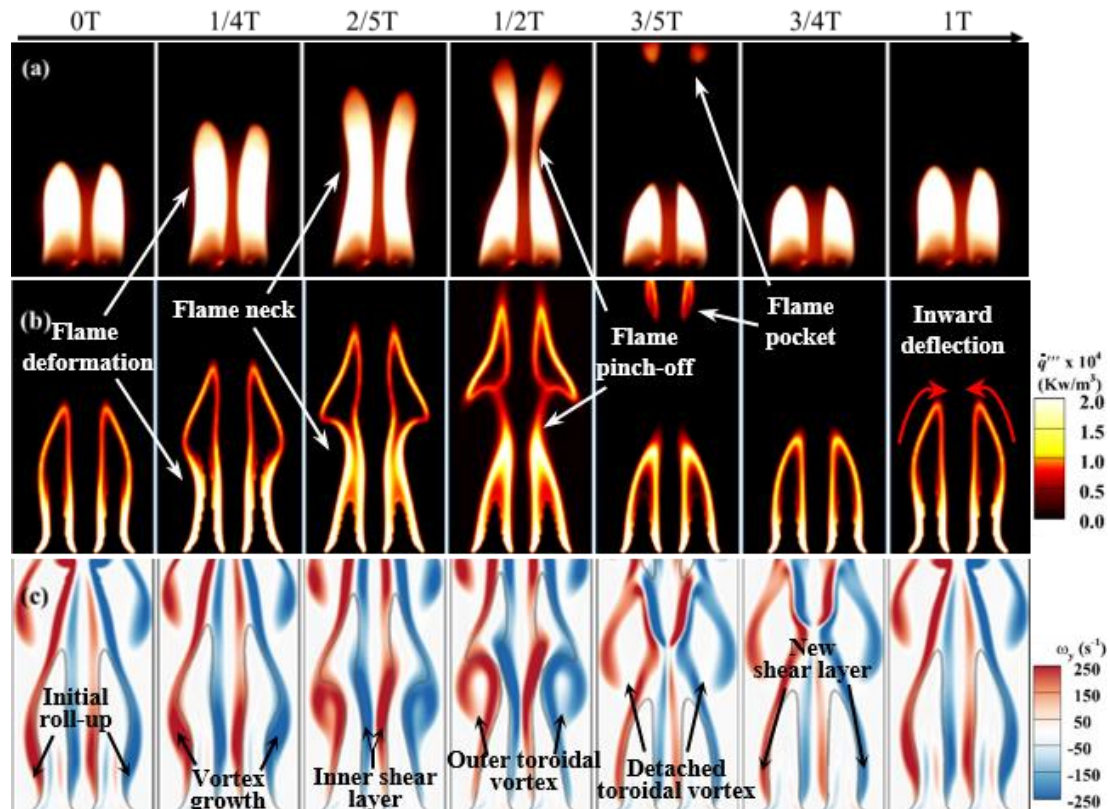 0T 1/4T 2/5T 1/2T 3/5T 3/4T 1T
(a)
(b)
Flame
deformation
Flame neck
Flame
pinch-off
Flame
pocket
Inward
deflection
q̇''' x 10⁴
(Kw/m³)
2.0
1.5
1.0
0.5
0.0
(c)
Initial
roll-up
Vortex
growth
Inner shear
layer
Outer toroidal
vortex
Detached
toroidal vortex
New
shear layer
ωy (s⁻¹)
250
150
50
-50
-150
-250